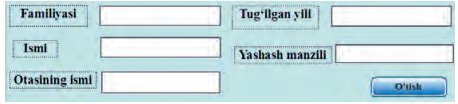 Familiyasi
Tug‘ilgan yili
Ismi
Yashash manzili
Otasining ismi
O'tish